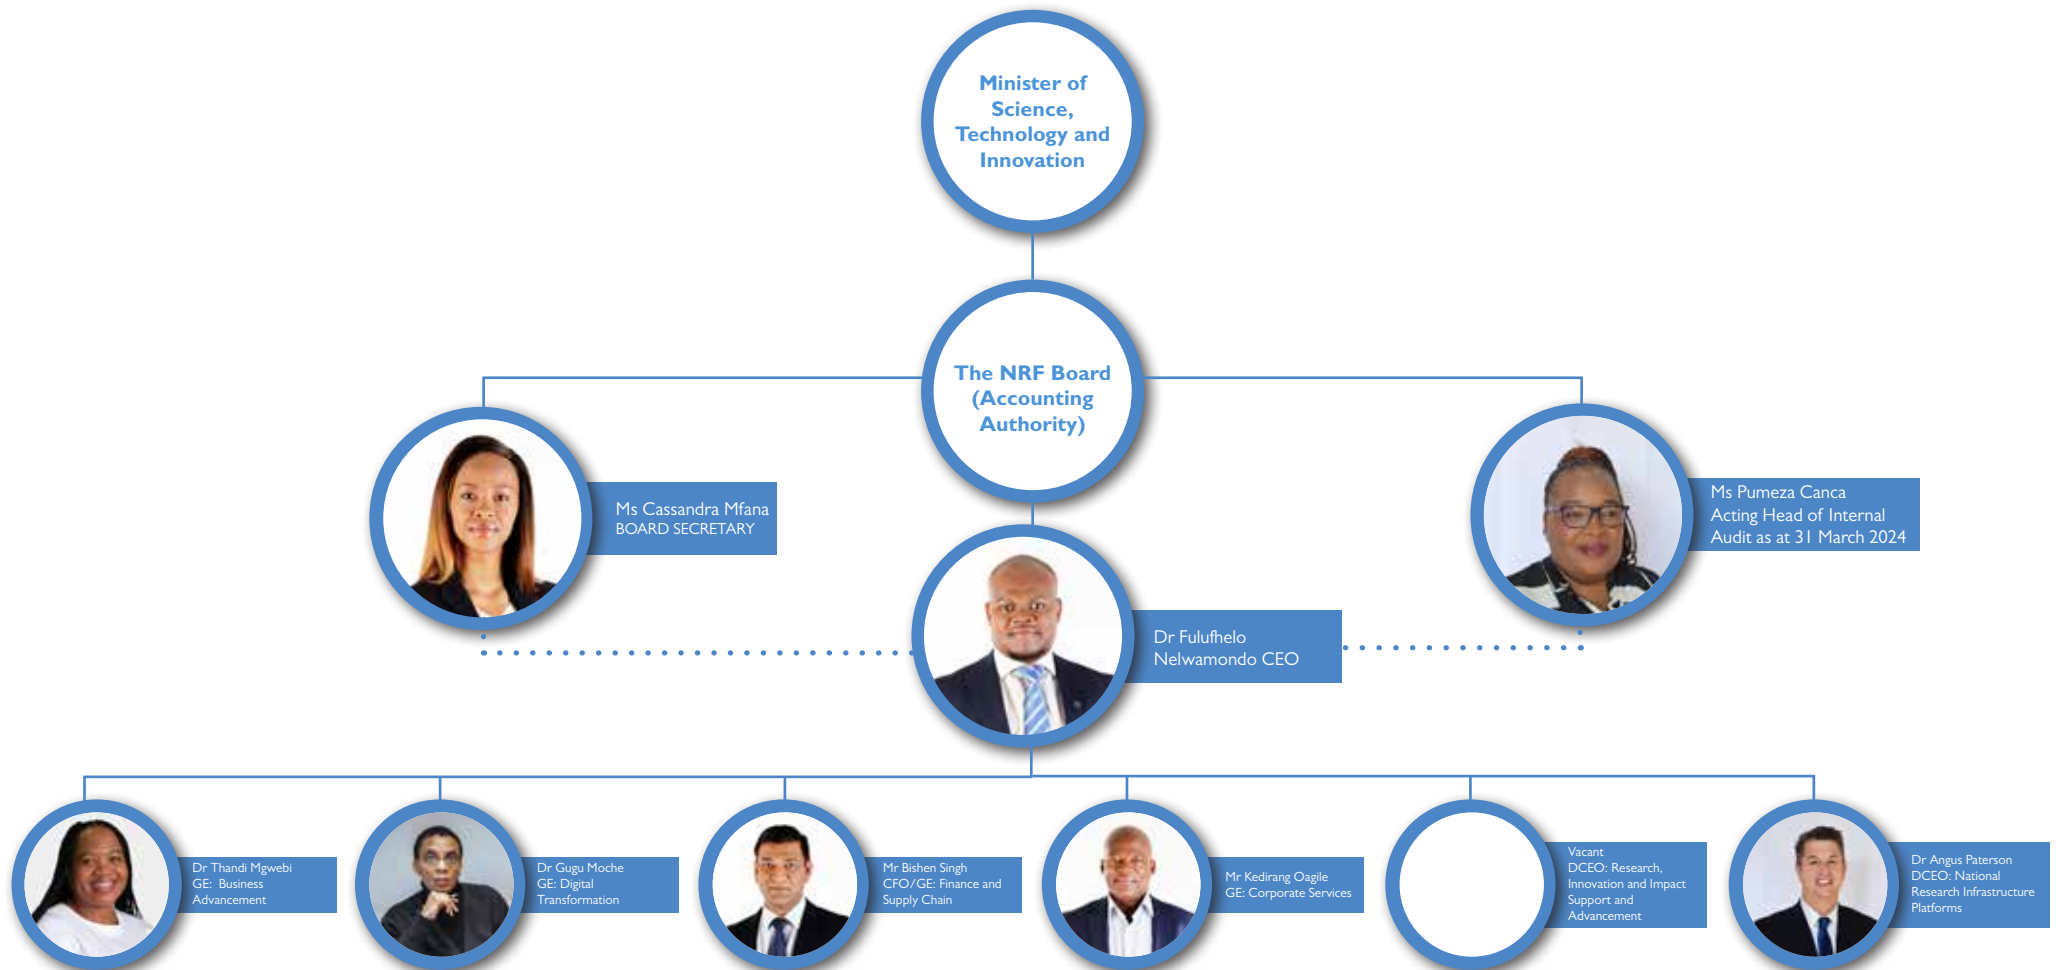 Minister of
Science,
Technology and
Innovation
The NRF Board
(Accounting
Authority)
Ms Cassandra Mfana
BOARD SECRETARY
Ms Pumeza Canca
Acting Head of Internal
Audit as at 31 March 2024
Dr Fulufhelo
Nelwamondo CEO
Dr Thandi Mgwebi
GE: Business
Advancement
Dr Gugu Moche
GE: Digital
Transformation
Mr Bishen Singh
CFO/GE: Finance and
Supply Chain
Mr Kedirang Oagile
GE: Corporate Services
Vacant
DCEO: Research,
Innovation and Impact
Support and
Advancement
Dr Angus Paterson
DCEO: National
Research Infrastructure
Platforms